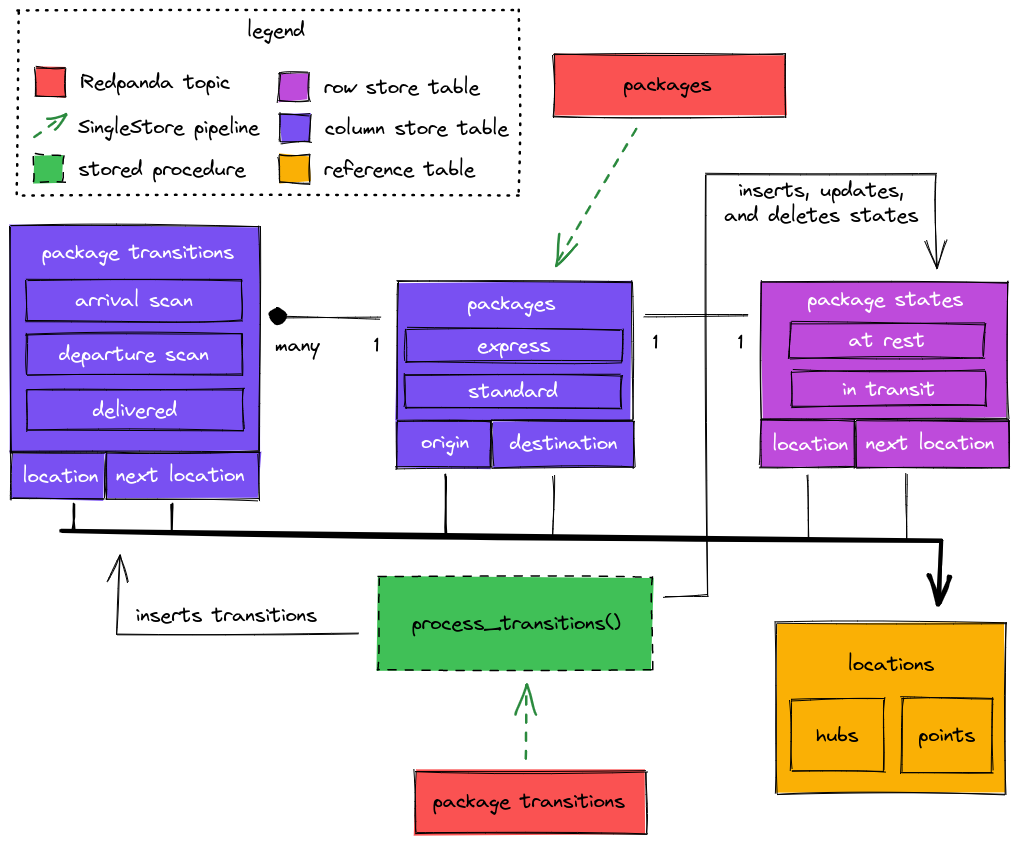 legend
Redpanda topic
row store table
SingleStore pipeline
column store table
stored procedure
reference table
packages
inserts, updates,
and deletes states
package transitions
arrival scan
departure scan
delivered
location
next location
many
1
packages
express
standard
origin
destination
1
1
package states
at rest
in transit
location
next location
inserts transitions
process_transitions()
locations
hubs
points
package transitions